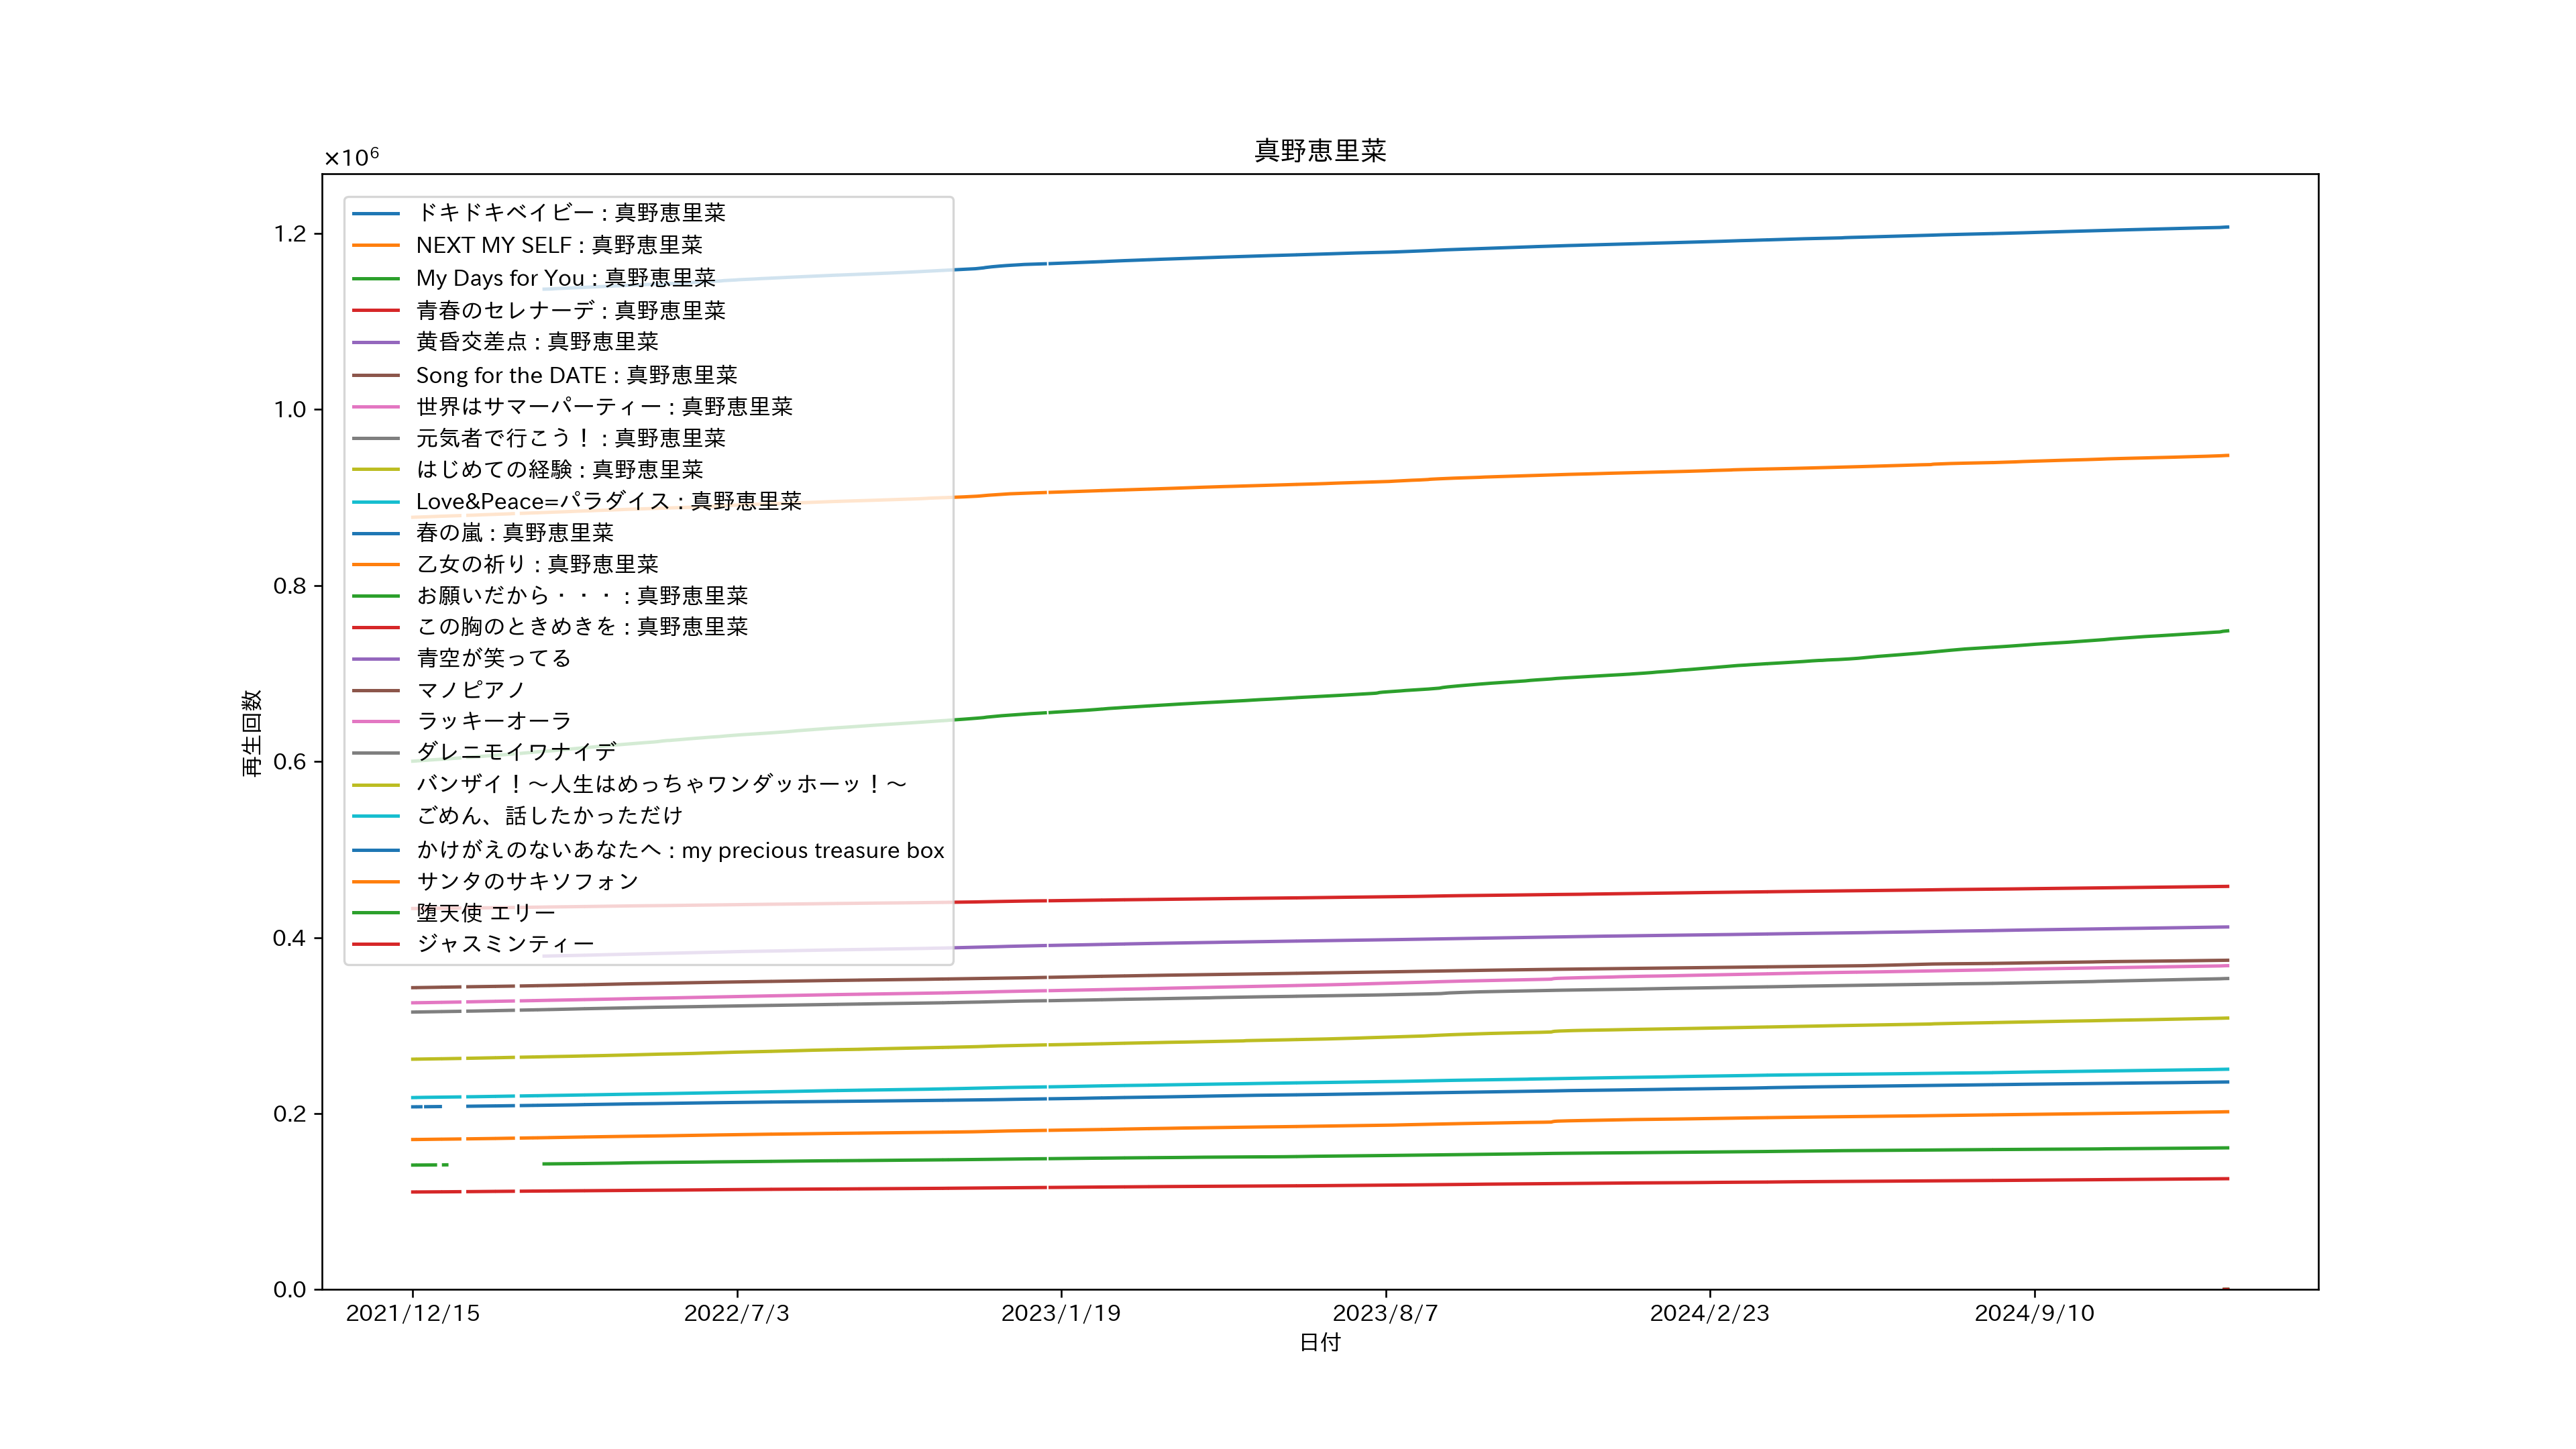 真野恵里菜
×10⁶
1.2
1.0
0.8
0.6
0.4
0.2
0.0
再生回数
ドキドキベイビー : 真野恵里菜
NEXT MY SELF : 真野恵里菜
My Days for You : 真野恵里菜
青春のセレナーデ : 真野恵里菜
黄昏交差点 : 真野恵里菜
Song for the DATE : 真野恵里菜
世界はサマーパーティー : 真野恵里菜
元気者で行こう！ : 真野恵里菜
はじめての経験 : 真野恵里菜
Love&Peace=パラダイス : 真野恵里菜
春の嵐 : 真野恵里菜
乙女の祈り : 真野恵里菜
お願いだから・・・ : 真野恵里菜
この胸のときめきを : 真野恵里菜
青空が笑ってる
マノピアノ
ラッキーオーラ
ダレニモイワナイデ
バンザイ！～人生はめっちゃワンダッホーッ！～
ごめん、話したかっただけ
かけがえのないあなたへ : my precious treasure box
サンタのサキソフォン
堕天使 エリー
ジャスミンティー
2021/12/15
2022/7/3
2023/1/19
2023/8/7
2024/2/23
2024/9/10
日付